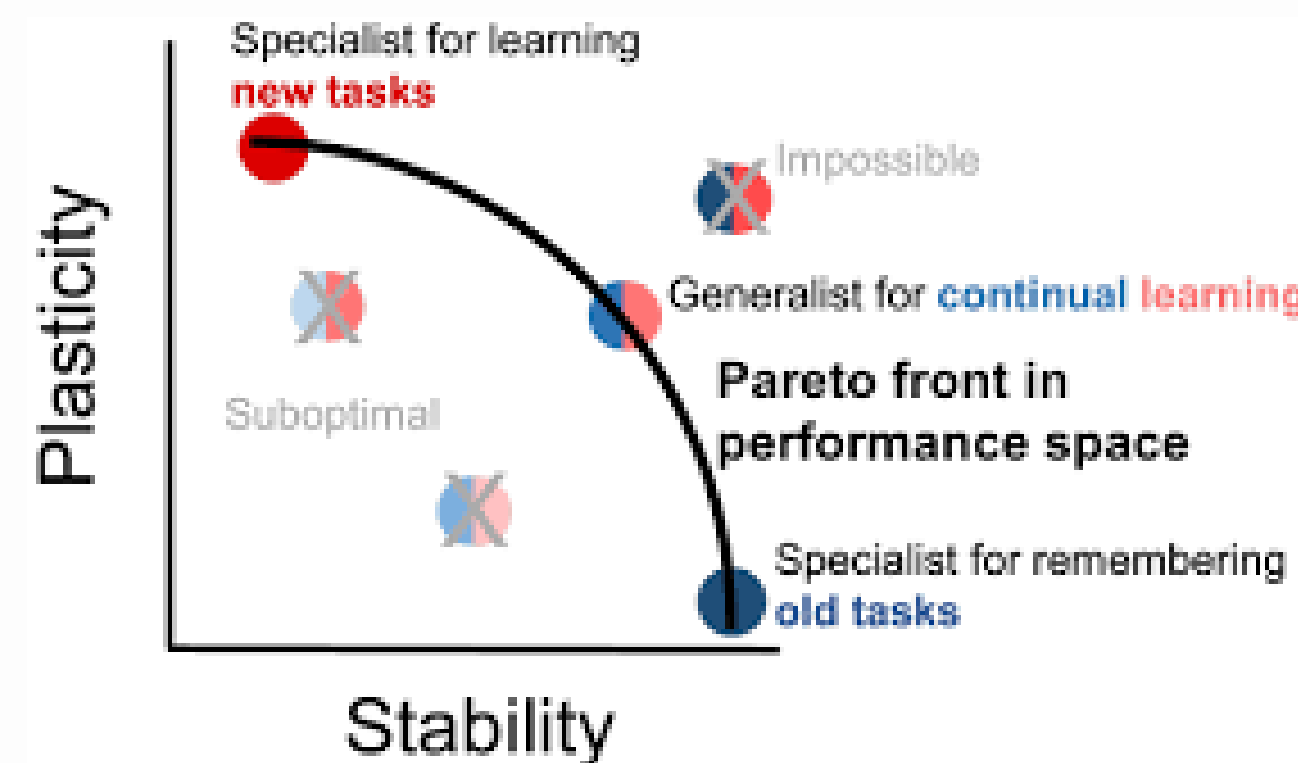 Specialist for learning
new tasks
Impossible
Generalist for continual learning
Pareto front in
performance space
Suboptimal
Specialist for remembering
old tasks
Plasticity
Stability